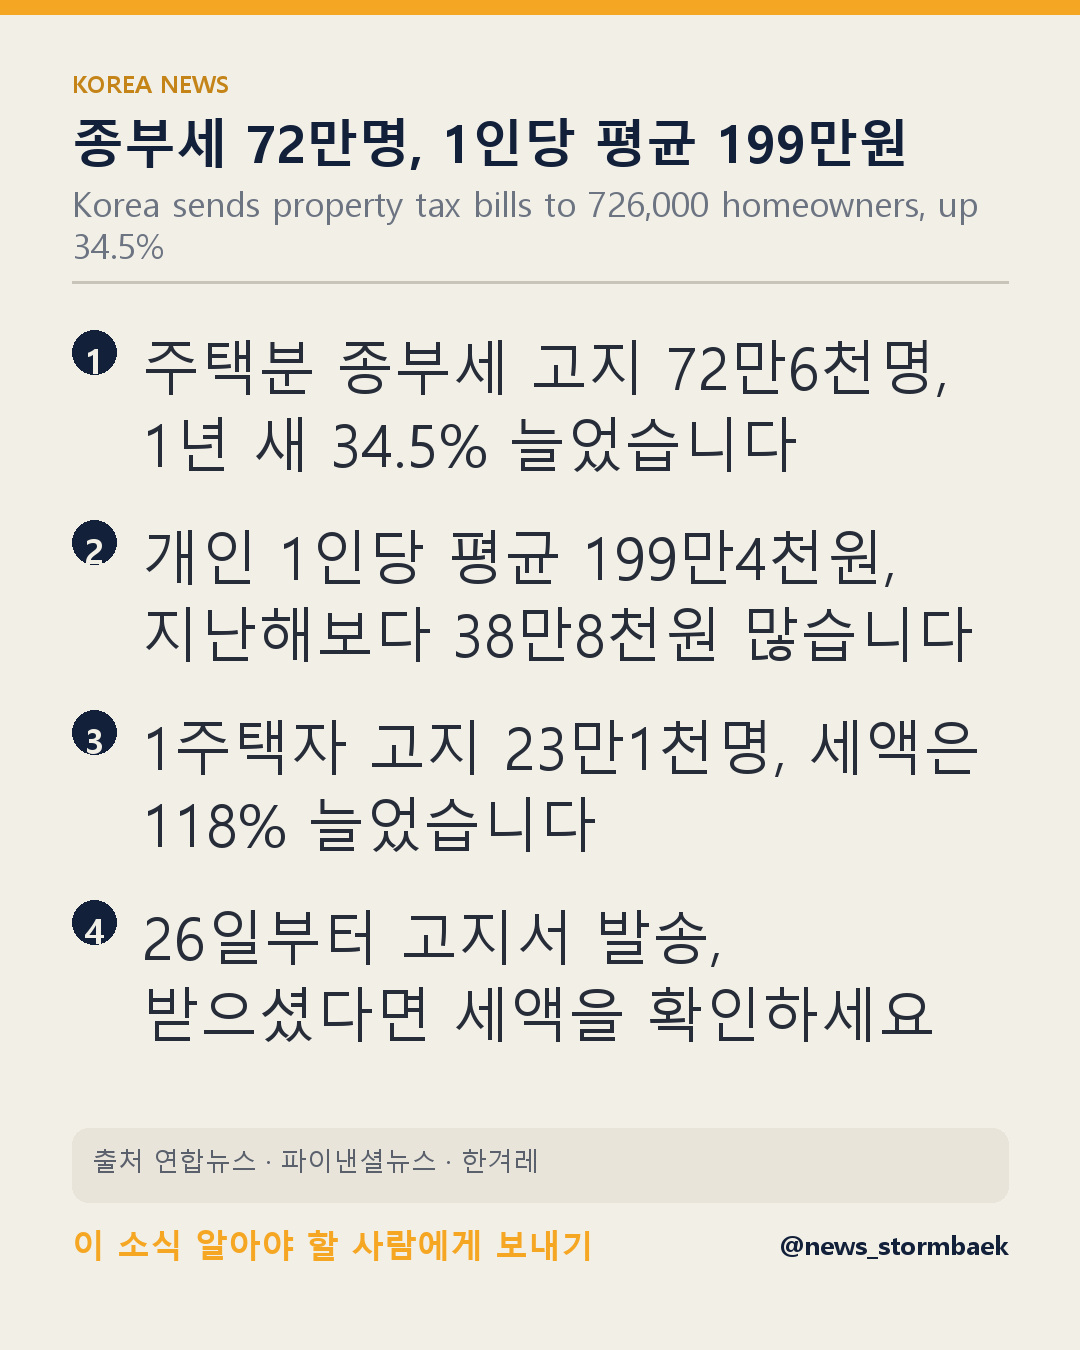 KOREA NEWS
종부세 72만명, 1인당 평균 199만원
Korea sends property tax bills to 726,000 homeowners, up
34.5%
1 주택분 종부세 고지 72만6천명,
1년 새 34.5% 늘었습니다
2 개인 1인당 평균 199만4천원,
지난해보다 38만8천원 많습니다
3 1주택자 고지 23만1천명, 세액은
118% 늘었습니다
4 26일부터 고지서 발송,
받으셨다면 세액을 확인하세요
출처 연합뉴스 · 파이낸셜뉴스 · 한겨레
이 소식 알아야 할 사람에게 보내기
@news_stormbaek